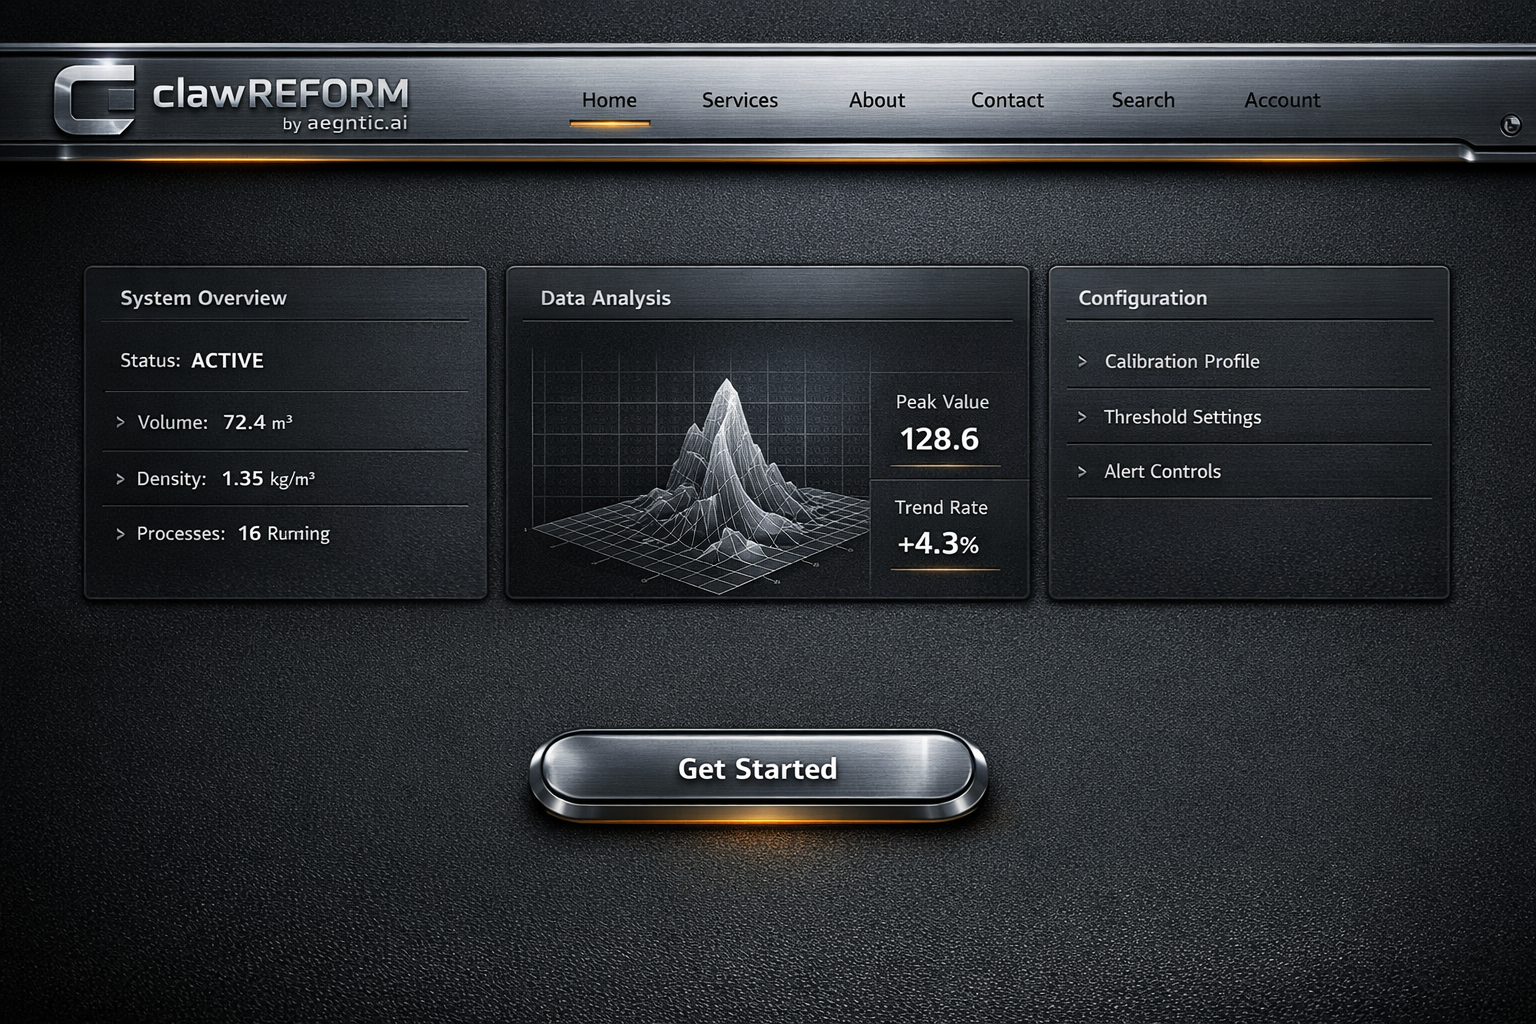 clawREFORM
by aegntic.ai
Home Services About Contact Search Account
System Overview
Status: ACTIVE
> Volume: 72.4 m³
> Density: 1.35 kg/m³
> Processes: 16 Running
Data Analysis
Peak Value
128.6
Trend Rate
+4.3%
Configuration
> Calibration Profile
> Threshold Settings
> Alert Controls
Get Started